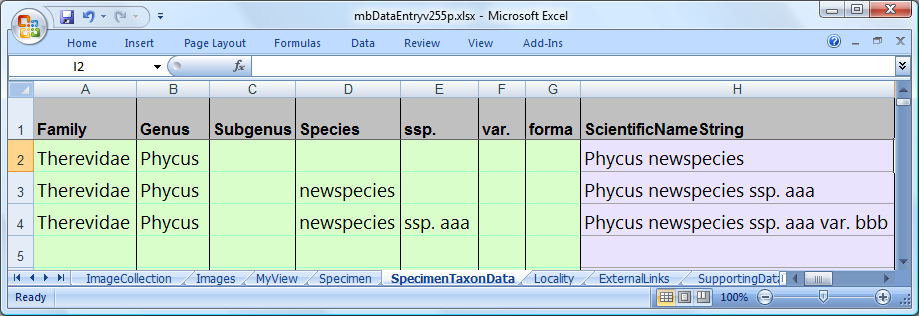 mbDataEntryv255p.xlsx - Microsoft Excel
Home Insert Page Layout Formulas Data Review View Add-Ins
I2 fx
A B C D E F G H
1 Family Genus Subgenus Species ssp. var. forma ScientificNameString
2 Therevidae Phycus Phycus newspecies
3 Therevidae Phycus newspecies Phycus newspecies ssp. aaa
4 Therevidae Phycus newspecies ssp. aaa Phycus newspecies ssp. aaa var. bbb
5
ImageCollection Images MyView Specimen SpecimenTaxonData Locality ExternalLinks SupportingData
Ready 100%